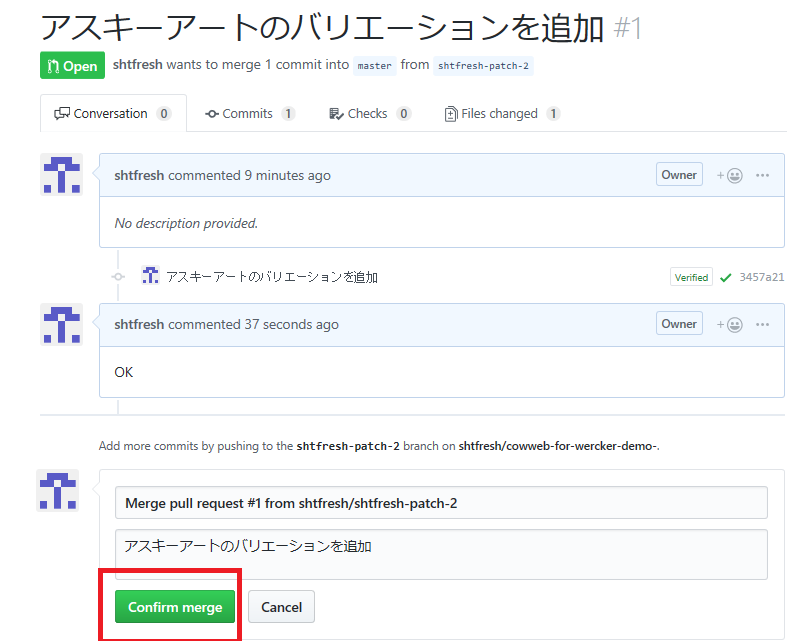 アスキーアートのバリエーションを追加 #1
Open shtfresh wants to merge 1 commit into master from shtfresh-patch-2
Conversation 0 Commits 1 Checks 0 Files changed 1
shtfresh commented 9 minutes ago Owner
No description provided.
アスキーアートのバリエーションを追加 Verified 3457a21
shtfresh commented 37 seconds ago Owner
OK
Add more commits by pushing to the shtfresh-patch-2 branch on shtfresh/cowweb-for-wercker-demo-.
Merge pull request #1 from shtfresh/shtfresh-patch-2
アスキーアートのバリエーションを追加
Confirm merge Cancel